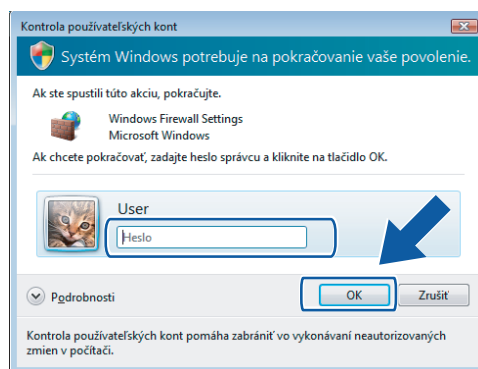 Kontrola používateľských kont
Systém Windows potrebuje na pokračovanie vaše povolenie.
Ak ste spustili túto akciu, pokračujte.
Windows Firewall Settings
Microsoft Windows
Ak chcete pokračovať, zadajte heslo správcu a kliknite na tlačidlo OK.
User
Heslo
Podrobnosti
OK
Zrušiť
Kontrola používateľských kont pomáha zabrániť vo vykonávaní neautorizovaných
zmien v počítači.